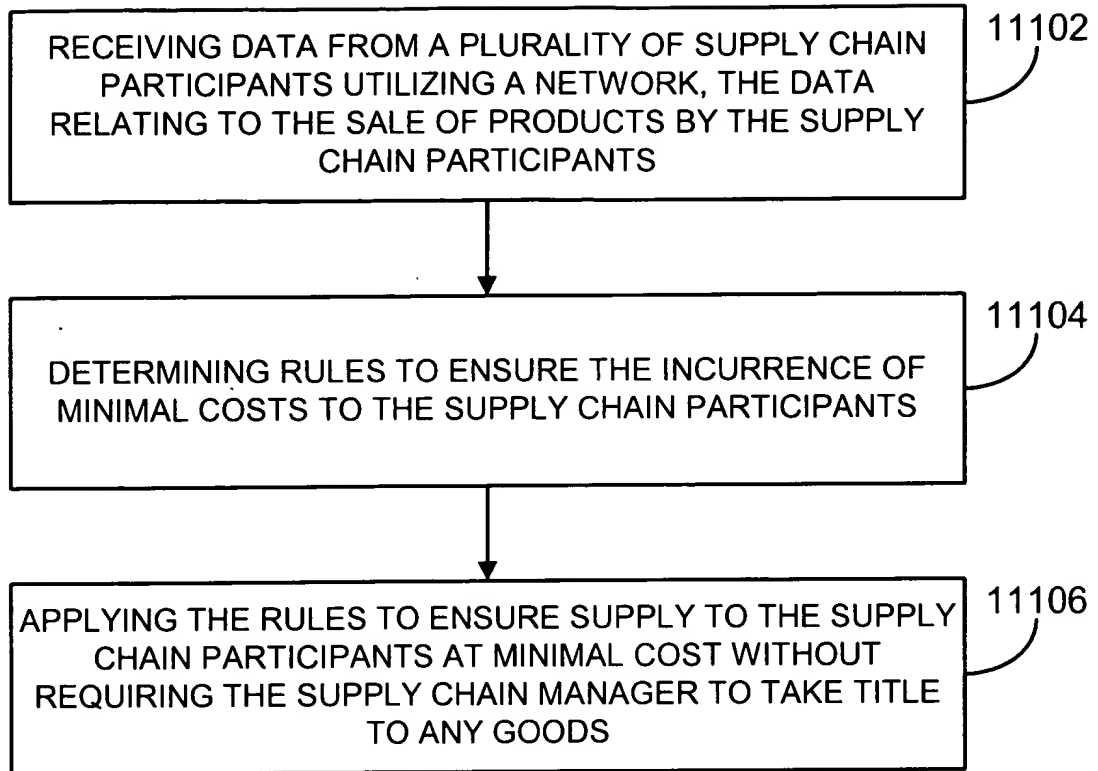 RECEIVING DATA FROM A PLURALITY OF SUPPLY CHAIN
PARTICIPANTS UTILIZING A NETWORK, THE DATA
RELATING TO THE SALE OF PRODUCTS BY THE SUPPLY
CHAIN PARTICIPANTS
11102
DETERMINING RULES TO ENSURE THE INCURRENCE OF
MINIMAL COSTS TO THE SUPPLY CHAIN PARTICIPANTS
11104
APPLYING THE RULES TO ENSURE SUPPLY TO THE SUPPLY
CHAIN PARTICIPANTS AT MINIMAL COST WITHOUT
REQUIRING THE SUPPLY CHAIN MANAGER TO TAKE TITLE
TO ANY GOODS
11106